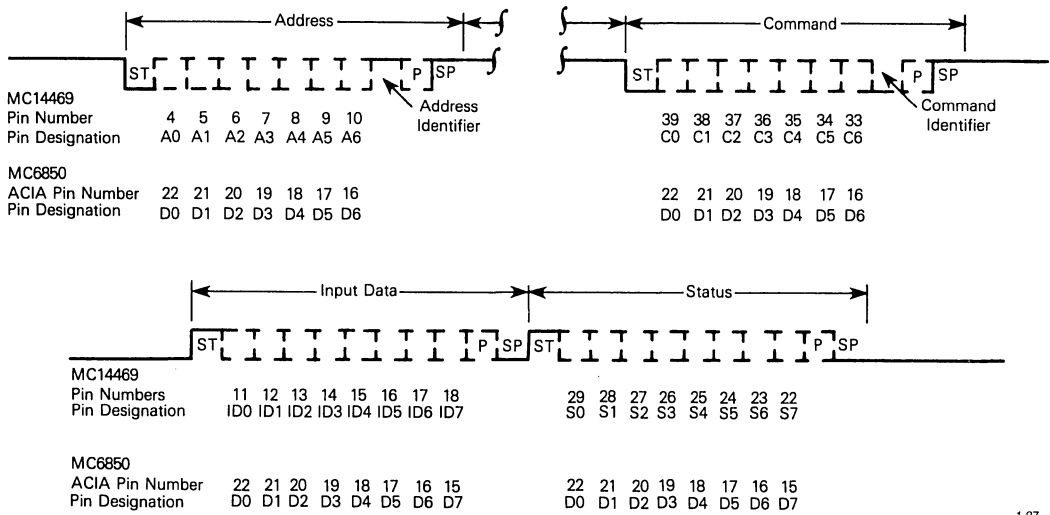 Address Command
ST P SP ST P SP
Address Identifier Command Identifier
MC14469
Pin Number 4 5 6 7 8 9 10 39 38 37 36 35 34 33
Pin Designation A0 A1 A2 A3 A4 A5 A6 C0 C1 C2 C3 C4 C5 C6
MC6850
ACIA Pin Number 22 21 20 19 18 17 16 22 21 20 19 18 17 16
Pin Designation D0 D1 D2 D3 D4 D5 D6 D0 D1 D2 D3 D4 D5 D6
Input Data Status
ST P SP ST P SP
MC14469
Pin Numbers 11 12 13 14 15 16 17 18 29 28 27 26 25 24 23 22
Pin Designation ID0 ID1 ID2 ID3 ID4 ID5 ID6 ID7 S0 S1 S2 S3 S4 S5 S6 S7
MC6850
ACIA Pin Number 22 21 20 19 18 17 16 15 22 21 20 19 18 17 16 15
Pin Designation D0 D1 D2 D3 D4 D5 D6 D7 D0 D1 D2 D3 D4 D5 D6 D7